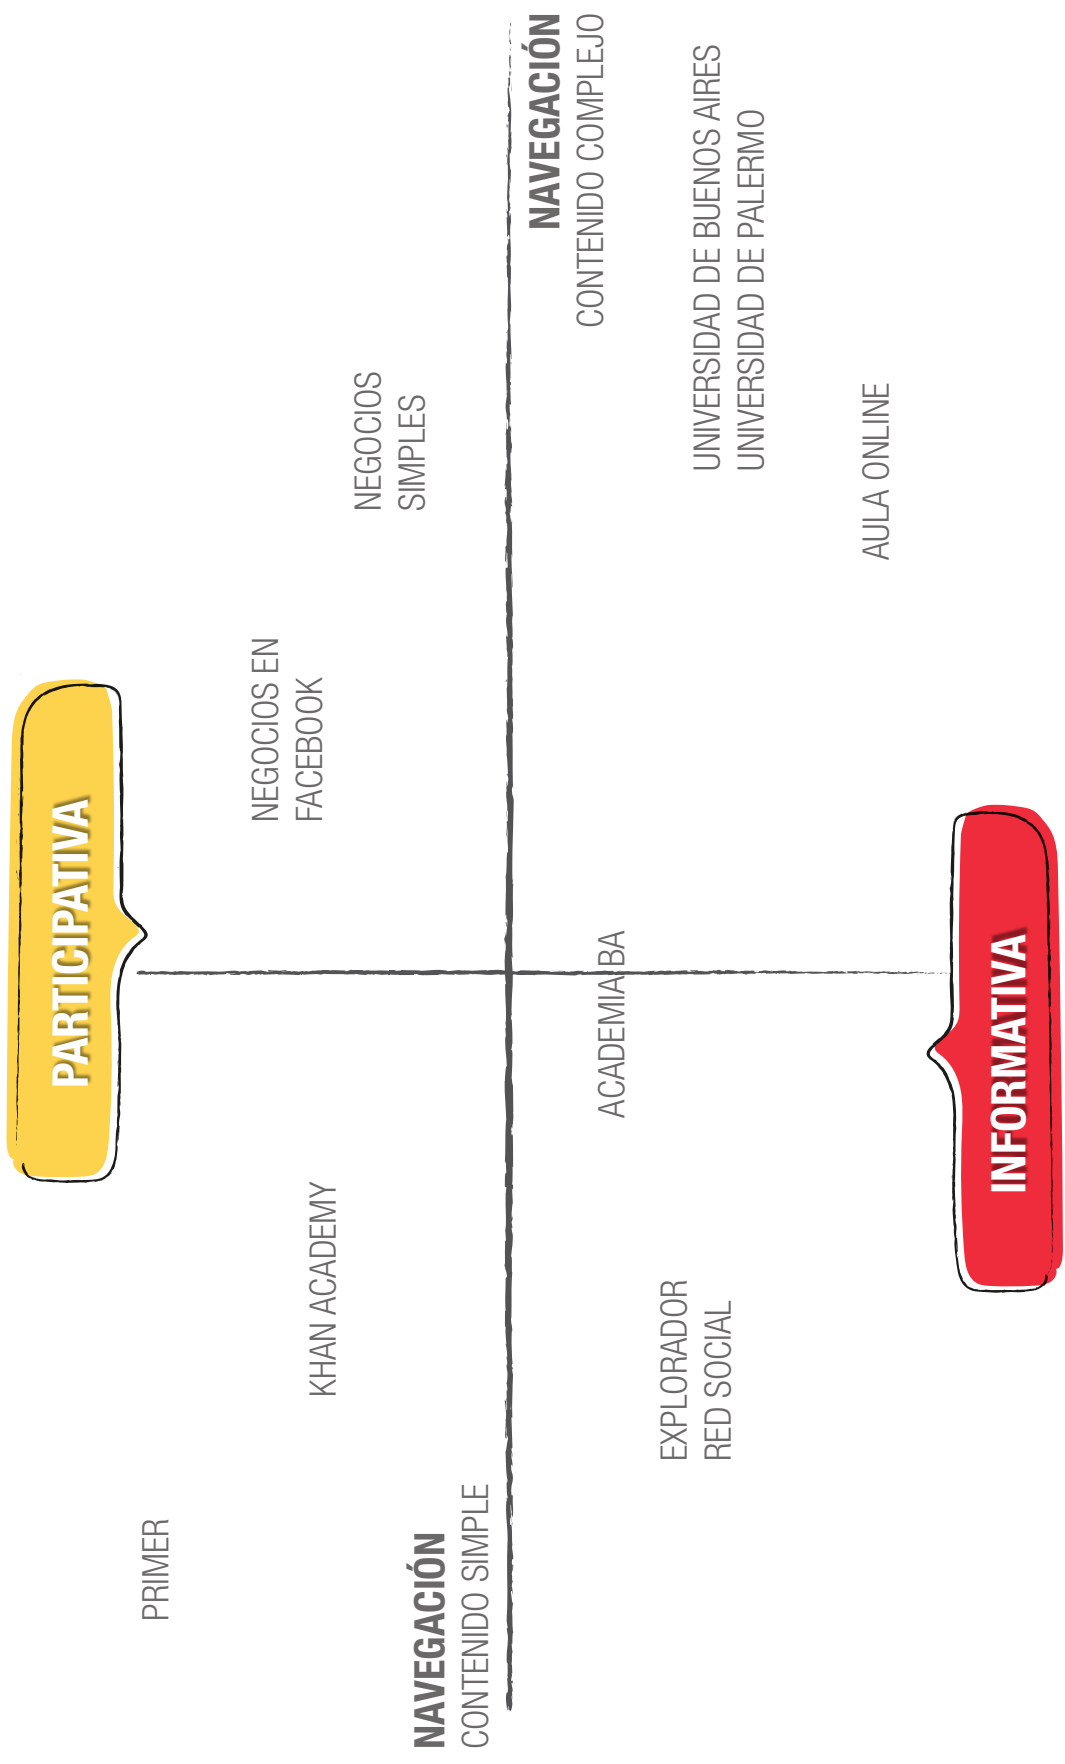 PARTICIPATIVA
PRIMER
NEGOCIOS EN
FACEBOOK
KHAN ACADEMY
NEGOCIOS
SIMPLES
NAVEGACIÓN
CONTENIDO SIMPLE
NAVEGACIÓN
CONTENIDO COMPLEJO
ACADEMIA BA
EXPLORADOR
RED SOCIAL
UNIVERSIDAD DE BUENOS AIRES
UNIVERSIDAD DE PALERMO
AULA ONLINE
INFORMATIVA